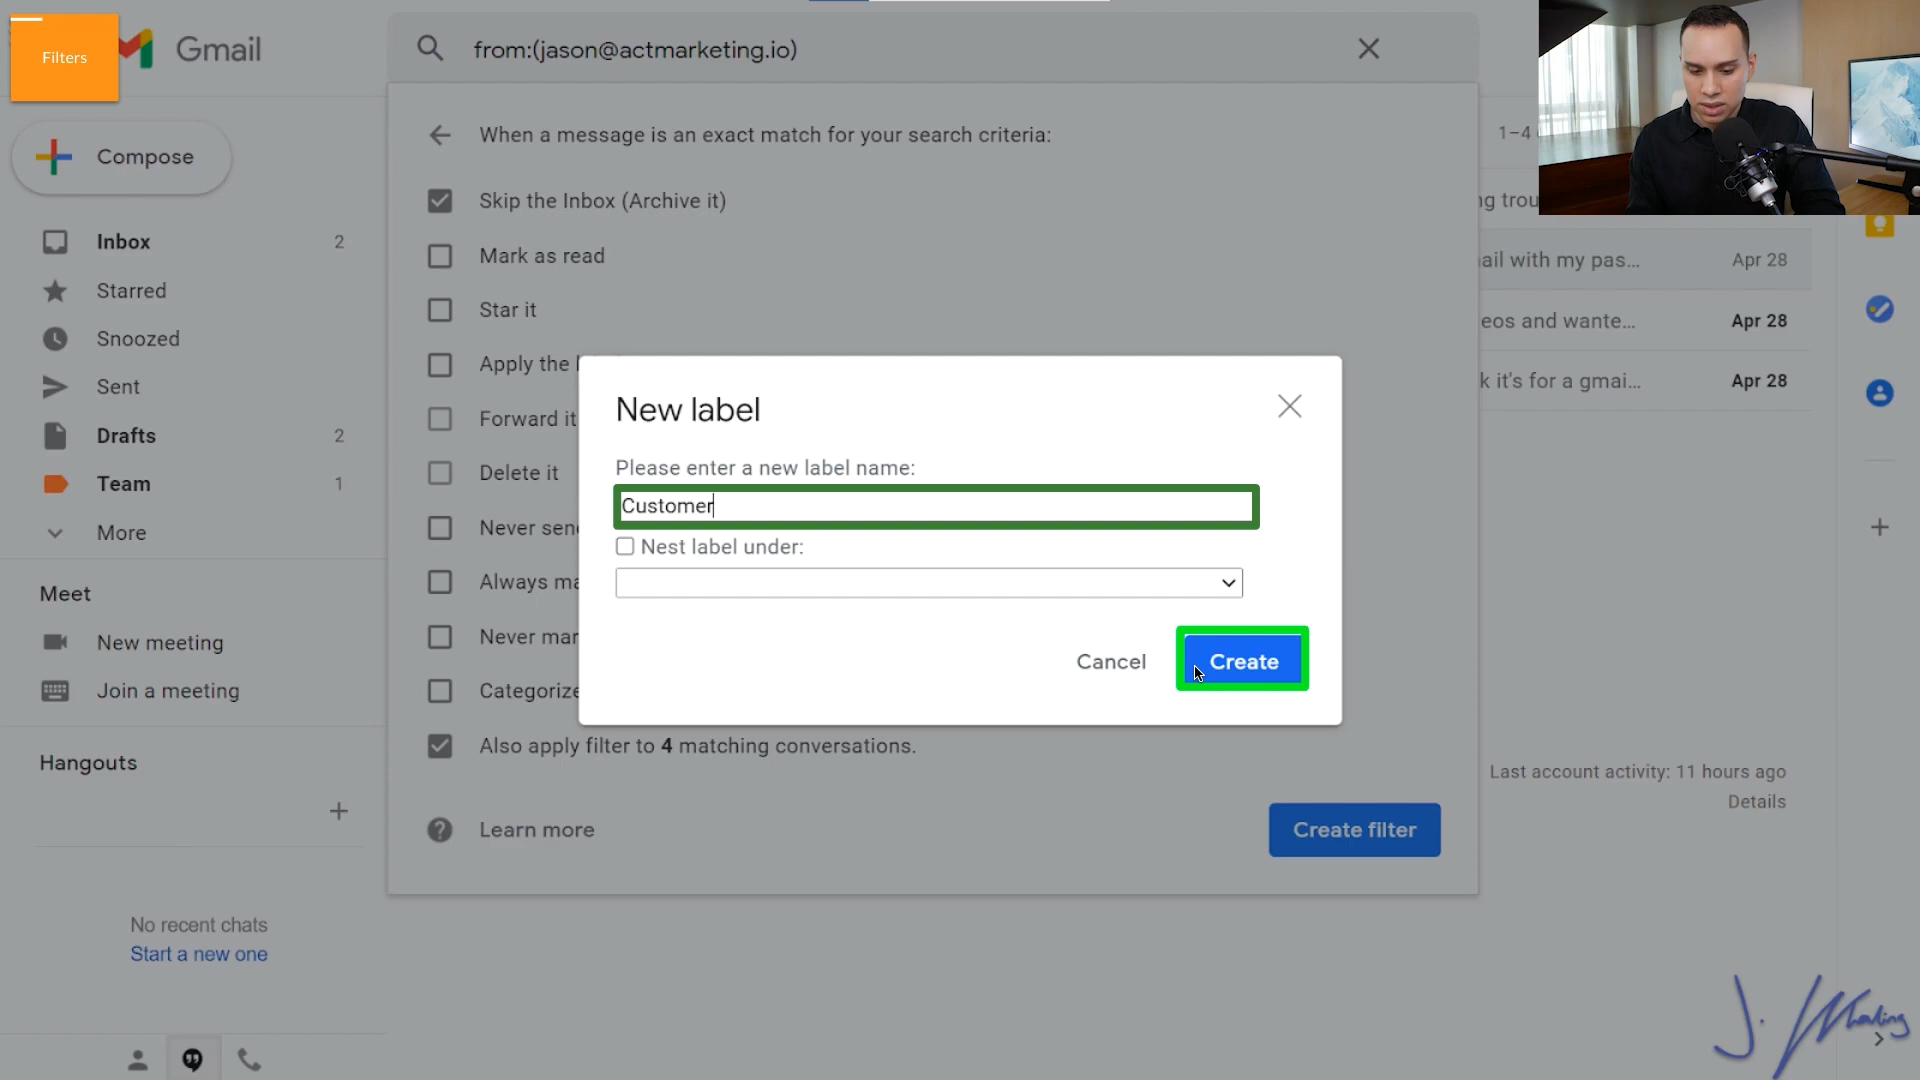 Filters
Gmail
from:(jason@actmarketing.io)
Compose
When a message is an exact match for your search criteria:
1–4
Inbox 2
Skip the Inbox (Archive it)
ng trou
Starred
Mark as read
ail with my pas... Apr 28
Snoozed
Star it
eos and wante... Apr 28
Sent
Apply the
k it's for a gmai... Apr 28
Drafts 2
Forward it
Team 1
Delete it
More
Never sen
Always ma
Never mar
Categorize
New label
Please enter a new label name:
Customer
Nest label under:
Cancel
Create
Meet
New meeting
Join a meeting
Also apply filter to 4 matching conversations.
Hangouts
Last account activity: 11 hours ago
Details
Learn more
Create filter
No recent chats
Start a new one